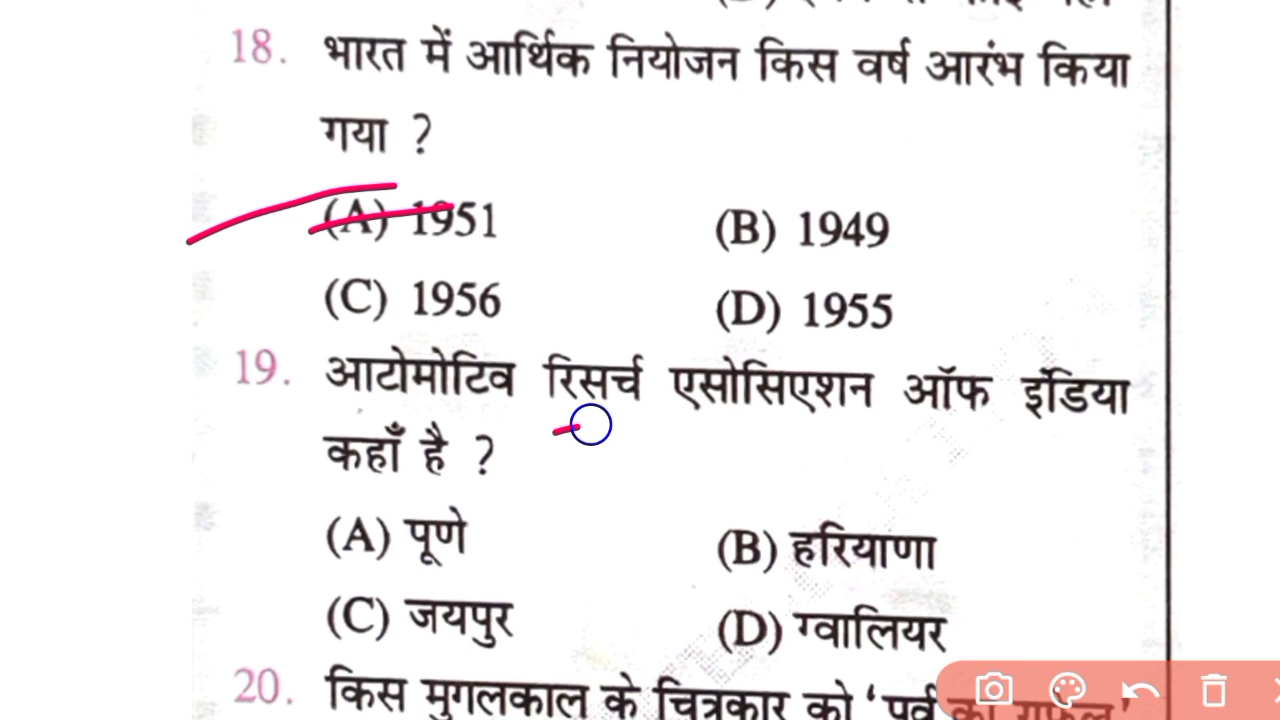 18. भारत में आर्थिक नियोजन किस वर्ष आरंभ किया
गया ?
(A) 1951 (B) 1949
(C) 1956 (D) 1955
19. आटोमोटिव रिसर्च एसोसिएशन ऑफ इंडिया
कहाँ है ?
(A) पूणे (B) हरियाणा
(C) जयपुर (D) ग्वालियर
20. किस मुगलकाल के चित्रकार को ‘पूर्व का